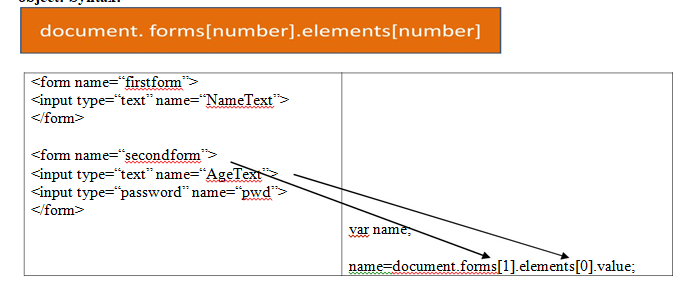 document. forms[number].elements[number]
<form name=“firstform”>
<input type=“text” name=“NameText”>
</form>
<form name=“secondform”>
<input type=“text” name=“AgeText”>
<input type=“password” name=“pwd”>
</form>
var name;
name=document.forms[1].elements[0].value;